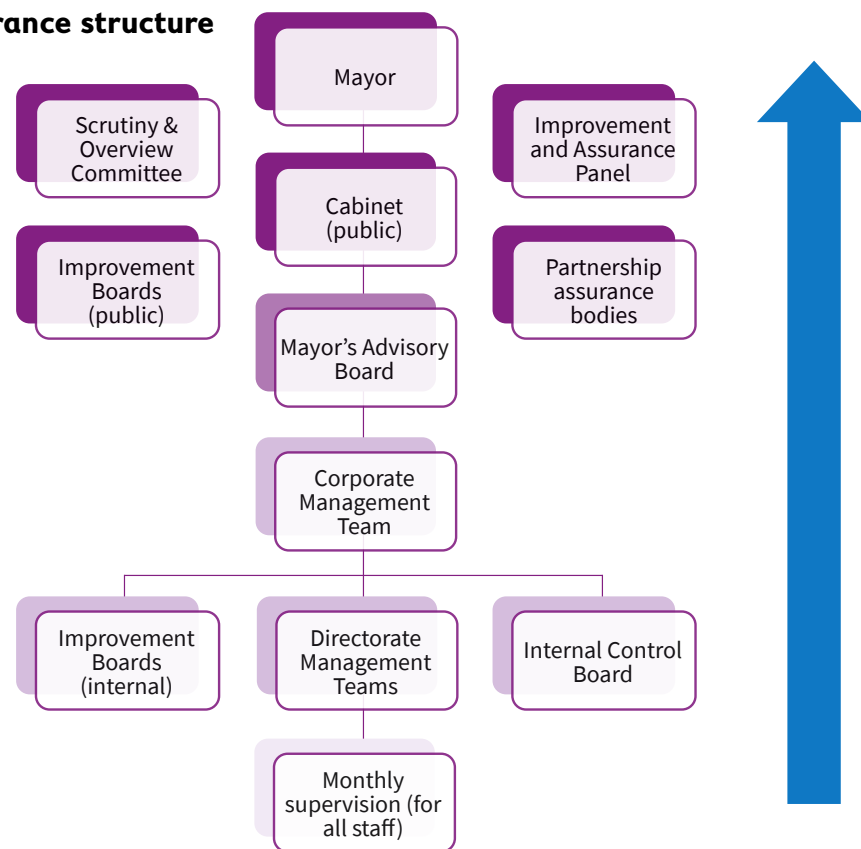 rance structure
Mayor
Scrutiny &
Overview
Committee
Improvement
and Assurance
Panel
Cabinet
(public)
Improvement
Boards
(public)
Partnership
assurance
bodies
Mayor’s Advisory
Board
Corporate
Management
Team
Improvement
Boards
(internal)
Directorate
Management
Teams
Internal Control
Board
Monthly
supervision (for
all staff)